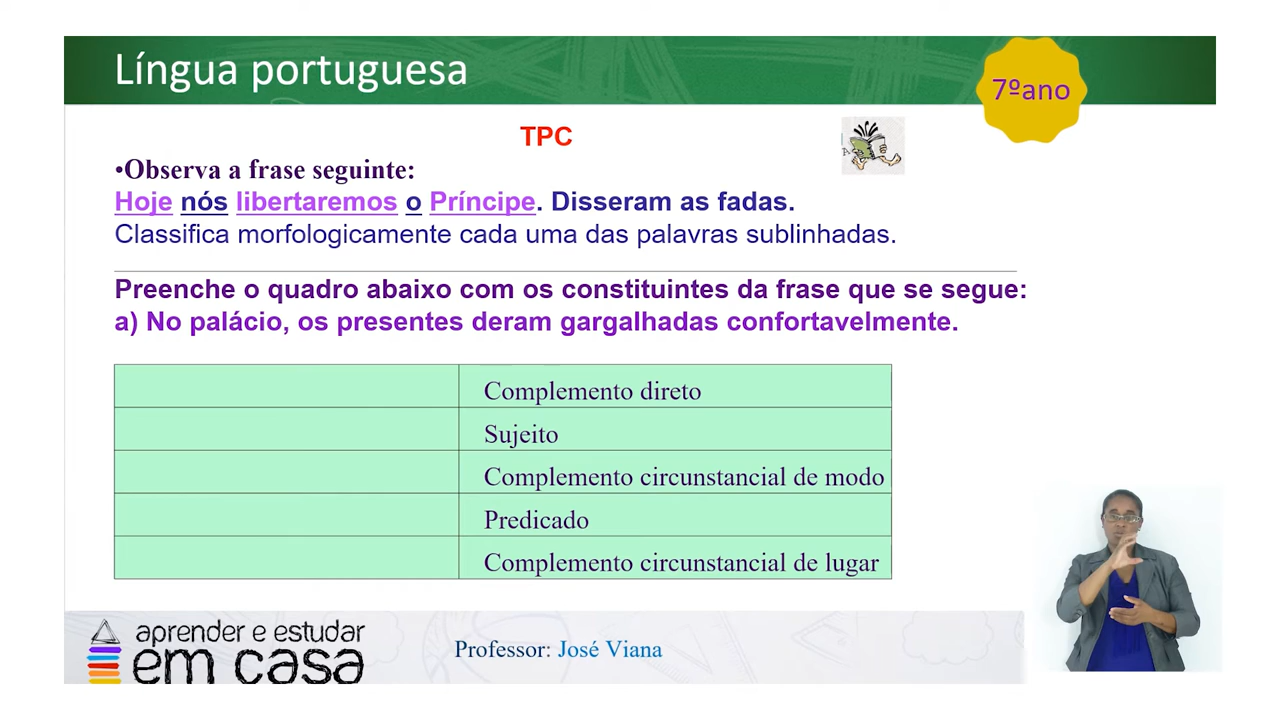 Língua portuguesa
7ºano
TPC
•Observa a frase seguinte:
Hoje nós libertaremos o Príncipe. Disseram as fadas.
Classifica morfologicamente cada uma das palavras sublinhadas.
Preenche o quadro abaixo com os constituintes da frase que se segue:
a) No palácio, os presentes deram gargalhadas confortavelmente.
Complemento direto
Sujeito
Complemento circunstancial de modo
Predicado
Complemento circunstancial de lugar
aprender e estudar
em casa
Professor: José Viana